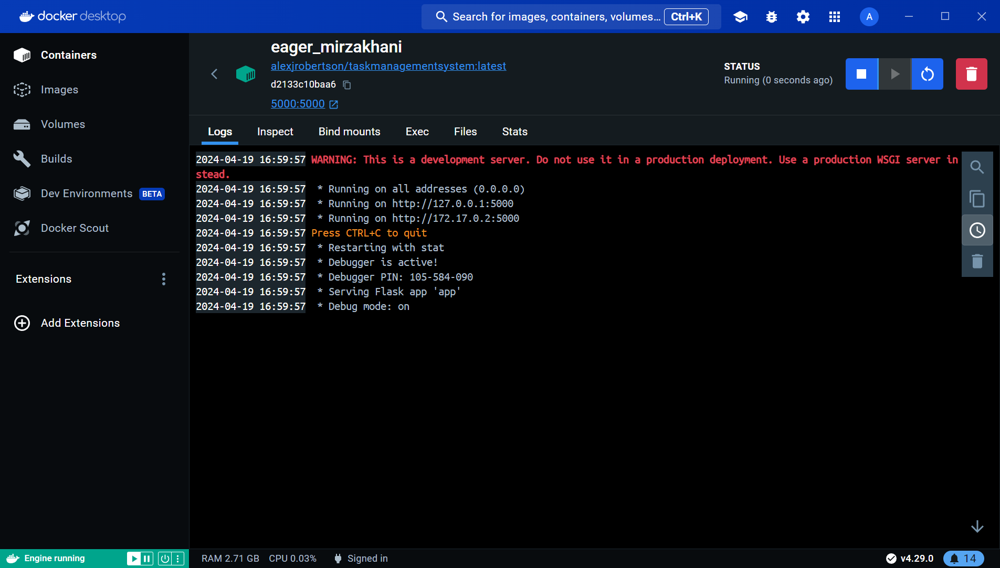 docker desktop
Search for images, containers, volumes... Ctrl+K
A
Containers
Images
Volumes
Builds
Dev Environments BETA
Docker Scout
Extensions
Add Extensions
eager_mirzakhani
alexjrobertson/taskmanagementsystem:latest
d2133c10baa6
5000:5000
STATUS
Running (0 seconds ago)
Logs Inspect Bind mounts Exec Files Stats
2024-04-19 16:59:57 WARNING: This is a development server. Do not use it in a production deployment. Use a production WSGI server in
stead.
2024-04-19 16:59:57 * Running on all addresses (0.0.0.0)
2024-04-19 16:59:57 * Running on http://127.0.0.1:5000
2024-04-19 16:59:57 * Running on http://172.17.0.2:5000
2024-04-19 16:59:57 Press CTRL+C to quit
2024-04-19 16:59:57 * Restarting with stat
2024-04-19 16:59:57 * Debugger is active!
2024-04-19 16:59:57 * Debugger PIN: 105-584-090
2024-04-19 16:59:57 * Serving Flask app 'app'
2024-04-19 16:59:57 * Debug mode: on
Engine running
RAM 2.71 GB CPU 0.03% Signed in
v4.29.0
14